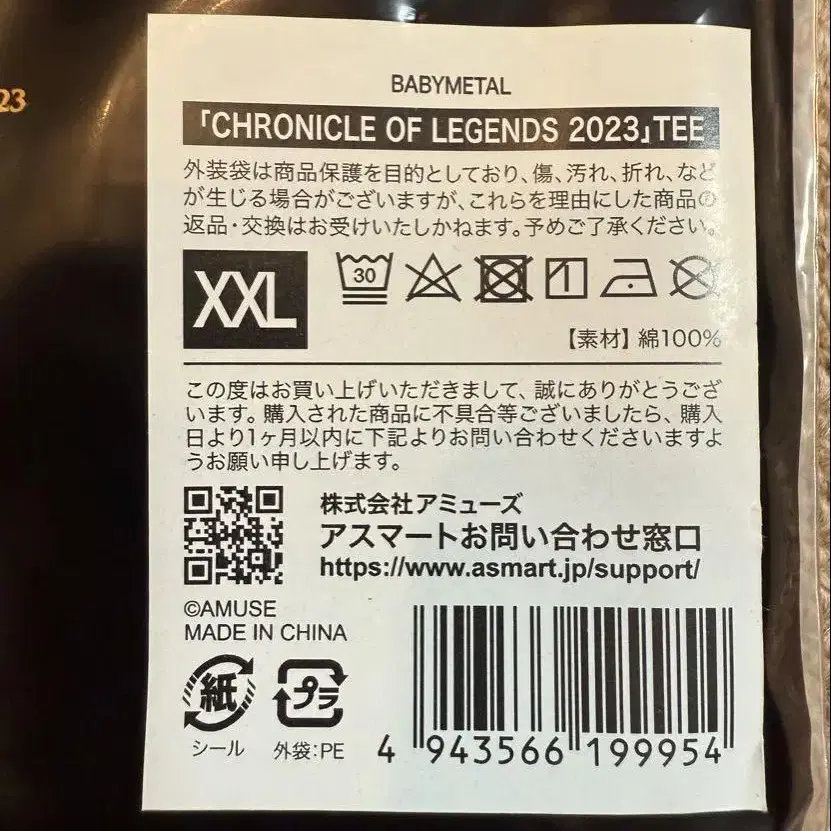 23
BABYMETAL
「CHRONICLE OF LEGENDS 2023」TEE
外装袋は商品保護を目的としており、傷、汚れ、折れ、など
が生じる場合がございますが、これらを理由にした商品の
返品・交換はお受けいたしかねます。予めご了承ください。
XXL
30
【素材】綿100%
この度はお買い上げいただきまして、誠にありがとうござ
います。購入された商品に不具合等ございましたら、購入
日より1ヶ月以内に下記よりお問い合わせくださいますよ
うお願い申し上げます。
株式会社アミューズ
アスマートお問い合わせ窓口
https://www.asmart.jp/support/
©AMUSE
MADE IN CHINA
紙
プラ
シール
外袋:PE
4 943566 199954